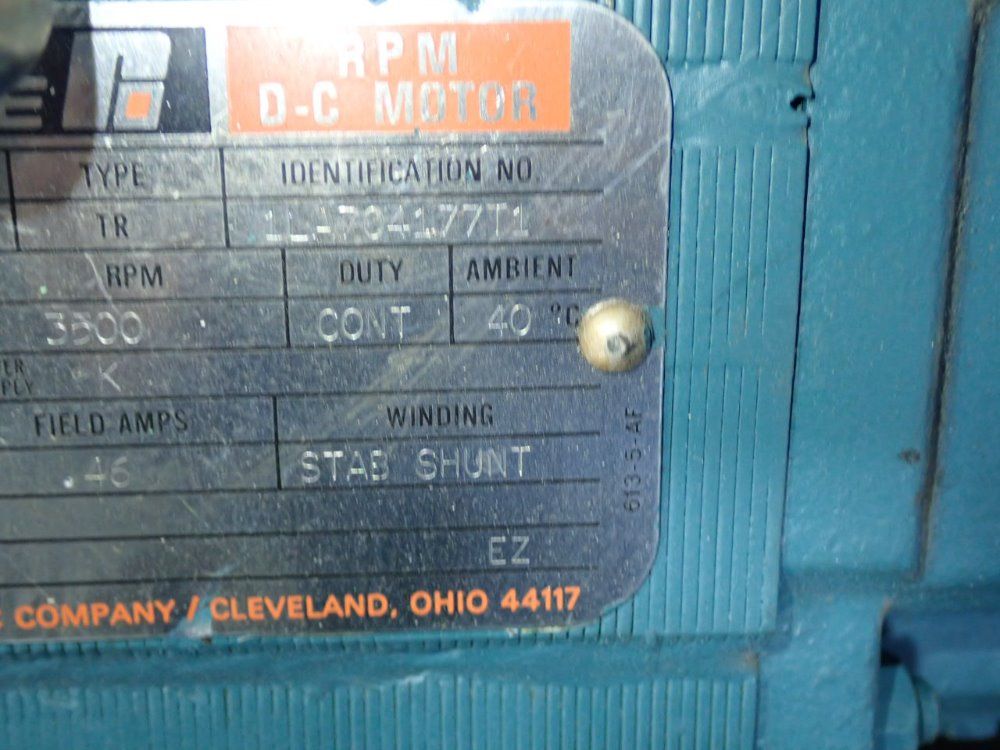 RPM
D-C MOTOR
TYPE IDENTIFICATION NO.
TR 1LA704177T1
RPM DUTY AMBIENT
3500 CONT 40 °C
K
FIELD AMPS WINDING
.46 STAB SHUNT
EZ
COMPANY / CLEVELAND, OHIO 44117
613-5-AF